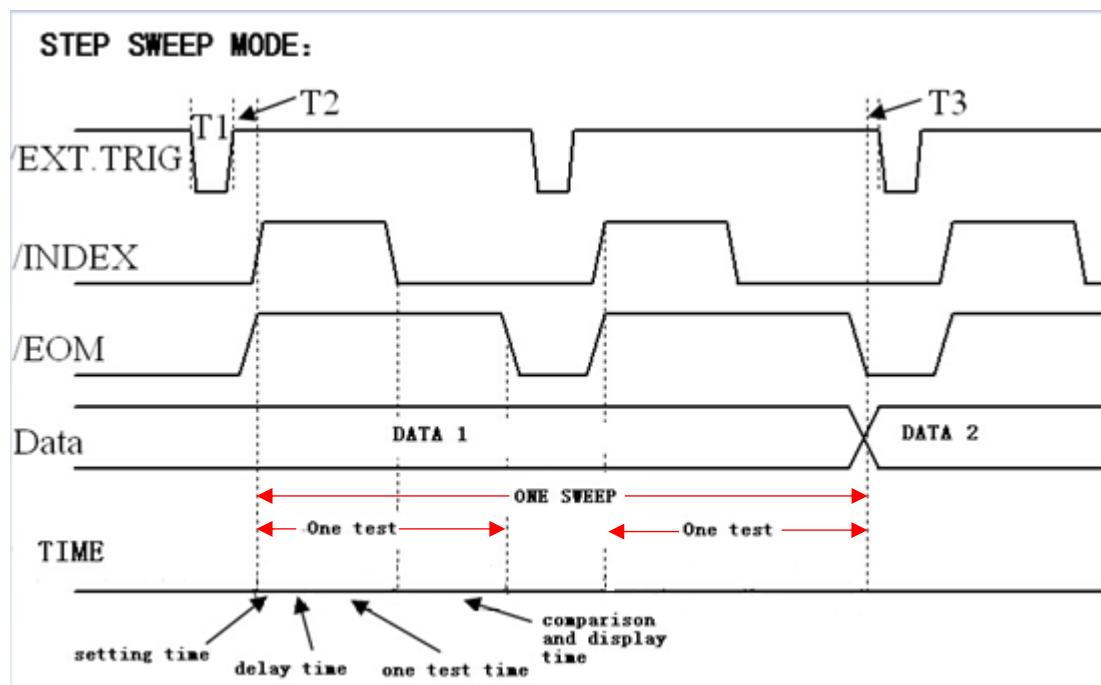 STEP SWEEP MODE:
T1
T2
T3
/EXT.TRIG
/INDEX
/EOM
Data
DATA 1
DATA 2
ONE SWEEP
One test
One test
TIME
setting time
delay time
one test time
comparison
and display
time